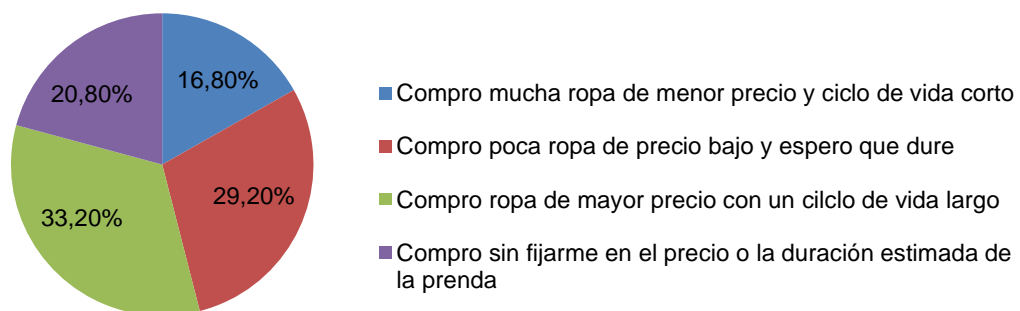 16,80%
20,80%
29,20%
33,20%
Compro mucha ropa de menor precio y ciclo de vida corto
Compro poca ropa de precio bajo y espero que dure
Compro ropa de mayor precio con un cilclo de vida largo
Compro sin fijarme en el precio o la duración estimada de
la prenda